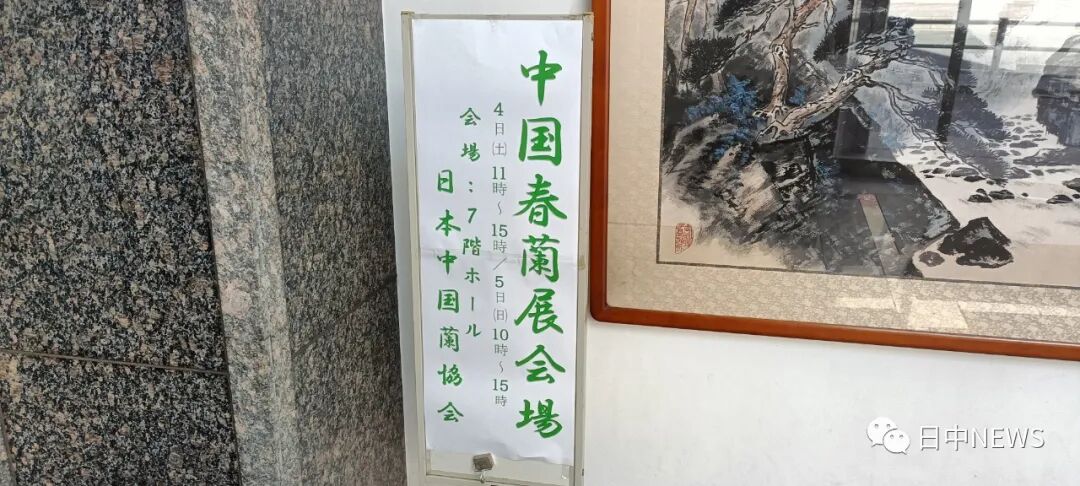 中国春蘭展会場
4日㈯ 11時～15時／5日㈰10時～15時
会場：7階ホール
日本中国蘭協会
日中NEWS